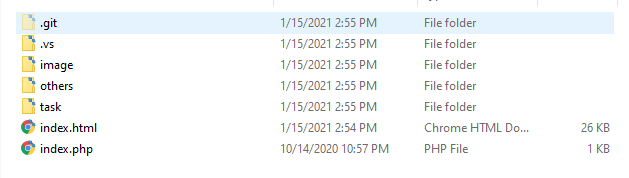 .git 1/15/2021 2:55 PM File folder
.vs 1/15/2021 2:55 PM File folder
image 1/15/2021 2:55 PM File folder
others 1/15/2021 2:55 PM File folder
task 1/15/2021 2:55 PM File folder
index.html 1/15/2021 2:54 PM Chrome HTML Do... 26 KB
index.php 10/14/2020 10:57 PM PHP File 1 KB